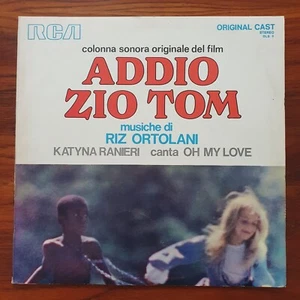 RCA
ORIGINAL CAST
STEREO
colonna sonora originale del film
ADDIO
ZIO TOM
musiche di
RIZ ORTOLANI
KATYNA RANIERI canta OH MY LOVE